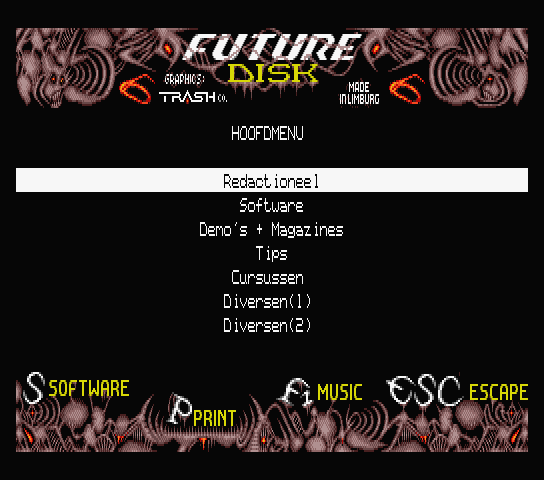 FUTURE
DISK
GRAPHICS:
TRASH CO.
MADE
IN LIMBURG
HOOFDMENU
Redactioneel
Software
Demo's + Magazines
Tips
Cursussen
Diversen(1)
Diversen(2)
S SOFTWARE
P PRINT
F1 MUSIC
ESC ESCAPE